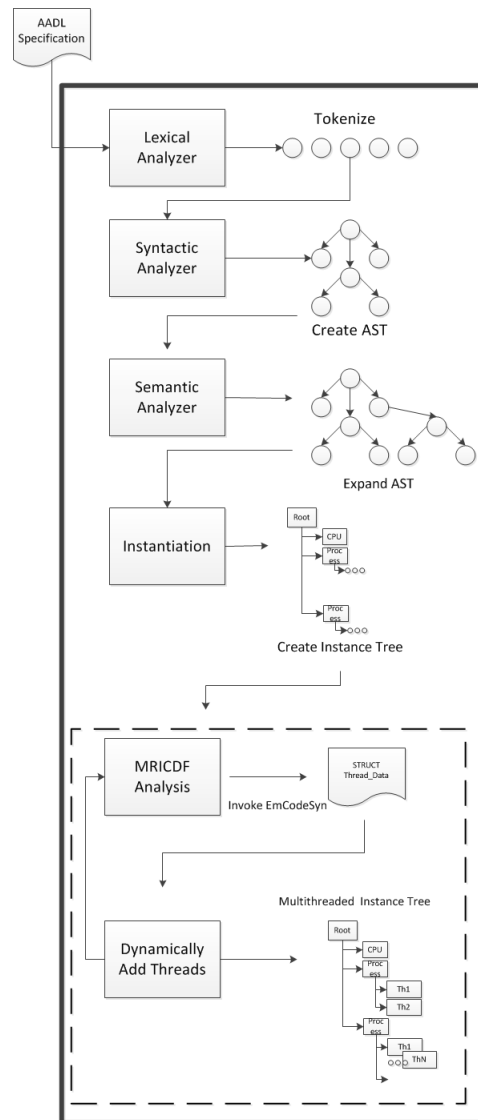 AADL
Specification
Lexical
Analyzer
Tokenize
Syntactic
Analyzer
Create AST
Semantic
Analyzer
Expand AST
Instantiation
Root
CPU
Proc
ess
Proc
ess
Create Instance Tree
MRICDF
Analysis
Invoke EmCodeSyn
STRUCT
Thread_Data
Multithreaded Instance Tree
Dynamically
Add Threads
Root
CPU
Proc
ess
Th1
Th2
Proc
ess
Th1
ThN